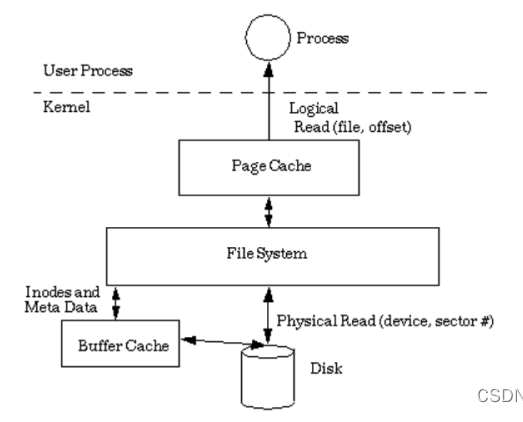 Process
User Process
Kernel
Logical
Read (file, offset)
Page Cache
File System
Inodes and
Meta Data
Physical Read (device, sector #)
Buffer Cache
Disk
CSDN